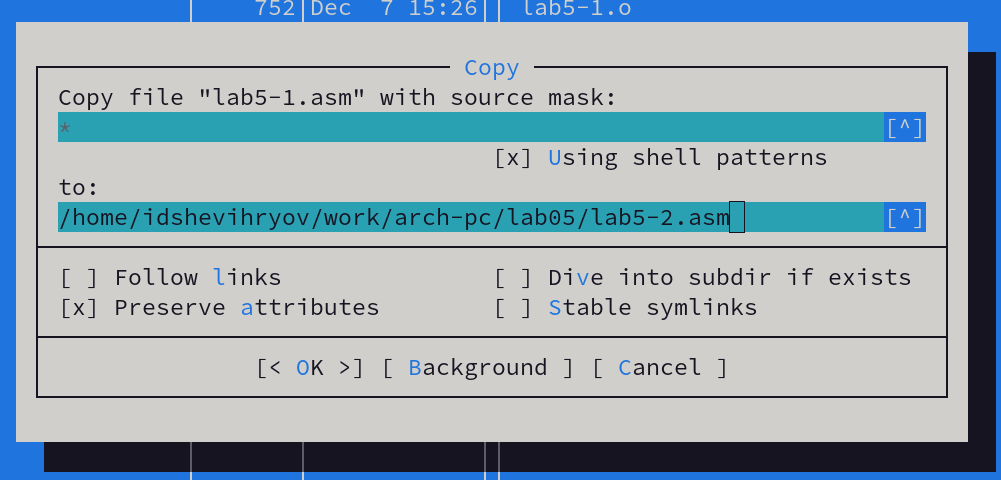 752 Dec  7 15:26 lab5-1.o
Copy
Copy file "lab5-1.asm" with source mask:
* [^]
[x] Using shell patterns
to:
/home/idshevihryov/work/arch-pc/lab05/lab5-2.asm [^]
[ ] Follow links [ ] Dive into subdir if exists
[x] Preserve attributes [ ] Stable symlinks
[< OK >] [ Background ] [ Cancel ]